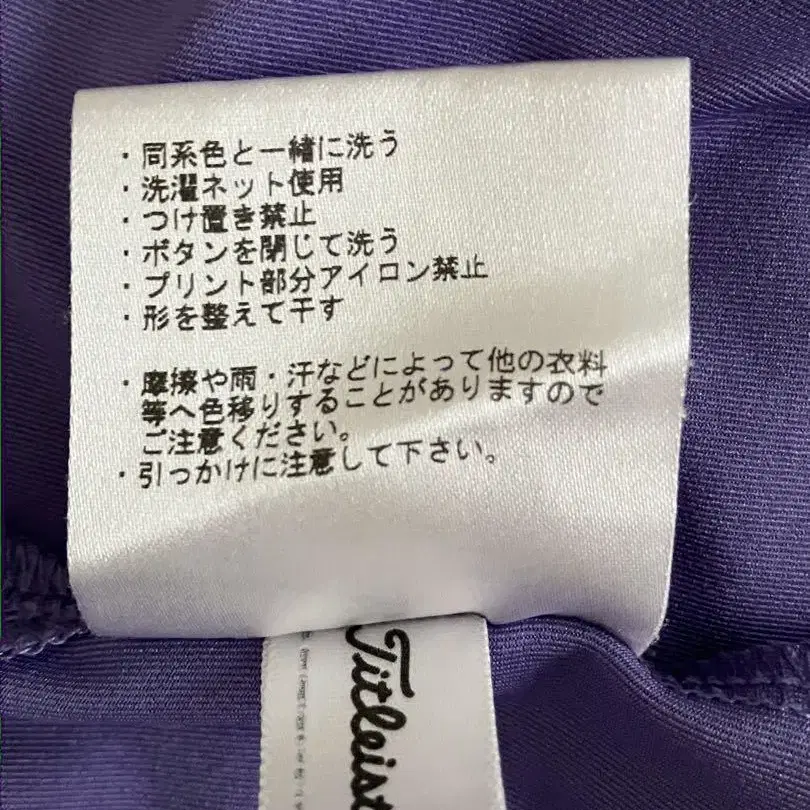 ・同系色と一緒に洗う
・洗濯ネット使用
・つけ置き禁止
・ボタンを閉じて洗う
・プリント部分アイロン禁止
・形を整えて干す
・摩擦や雨・汗などによって他の衣料
等へ色移りすることがありますので
ご注意ください。
・引っかけに注意して下さい。
Titleist